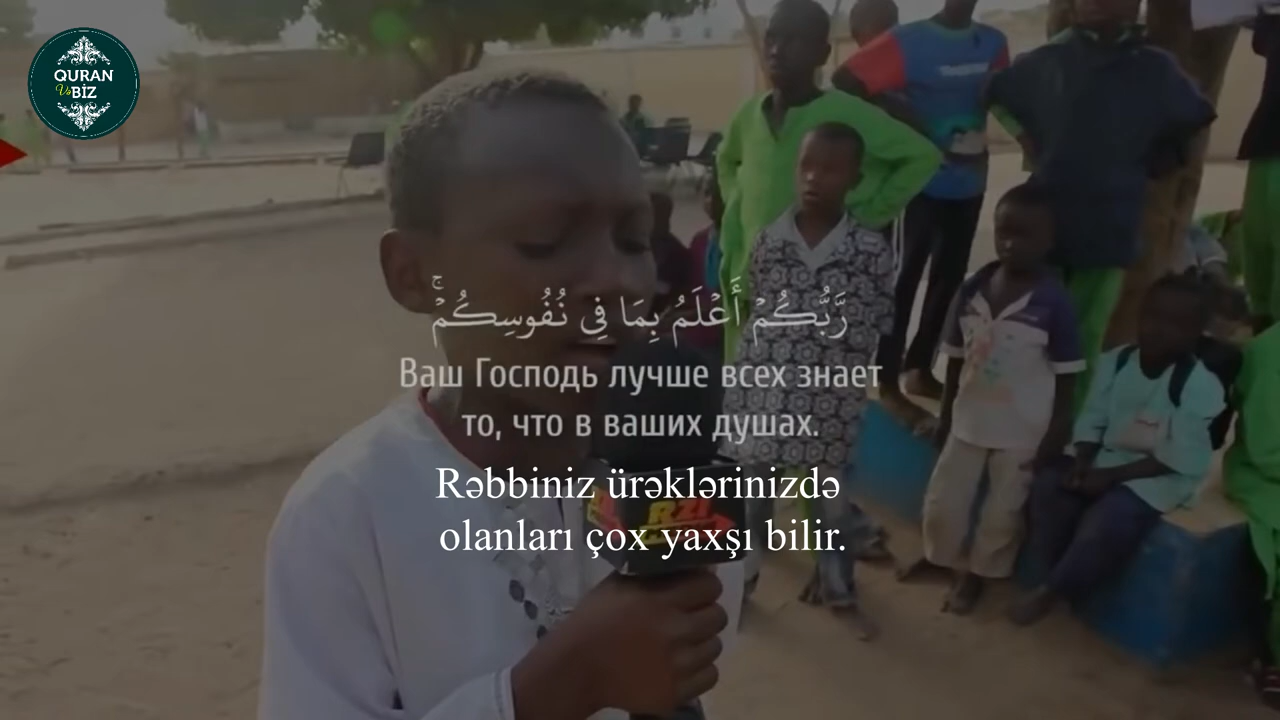 QURAN
Və
BİZ
رَّبُّكُمۡ أَعۡلَمُ بِمَا فِي نُفُوسِكُمۡۚ
Ваш Господь лучше всех знает
то, что в ваших душах.
Rəbbiniz ürəklərinizdə
olanları çox yaxşı bilir.